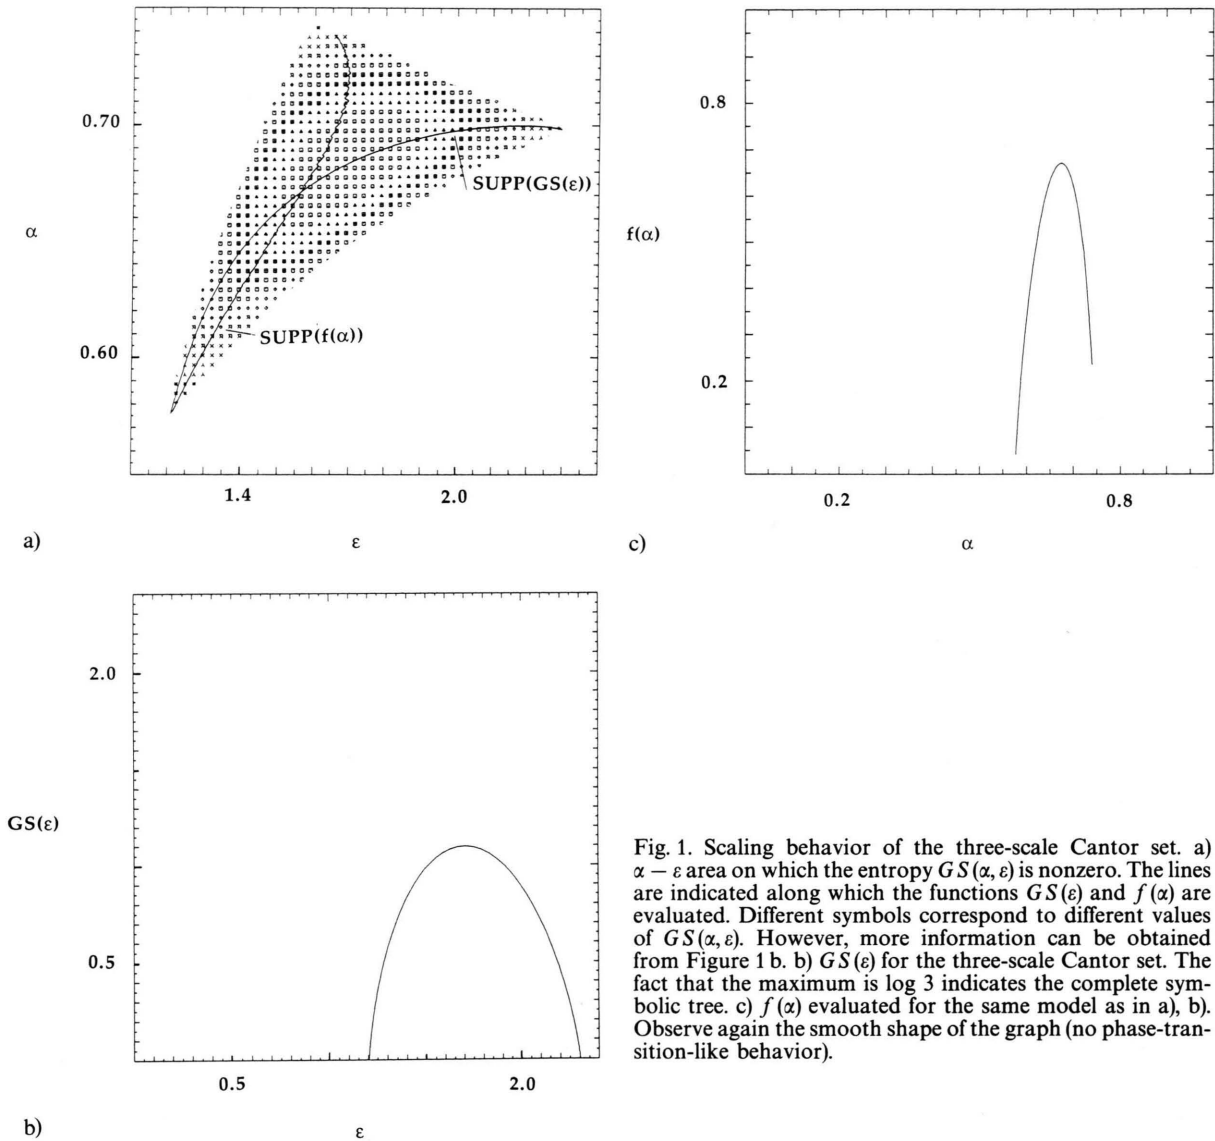 0.70
α
0.60
SUPP(GS(ε))
SUPP(f(α))
1.4
2.0
a)
ε
0.8
f(α)
0.2
0.2
0.8
c)
α
2.0
GS(ε)
0.5
0.5
2.0
b)
ε
Fig. 1. Scaling behavior of the three-scale Cantor set. a)
α − ε area on which the entropy GS(α, ε) is nonzero. The lines
are indicated along which the functions GS(ε) and f(α) are
evaluated. Different symbols correspond to different values
of GS(α, ε). However, more information can be obtained
from Figure 1 b. b) GS(ε) for the three-scale Cantor set. The
fact that the maximum is log 3 indicates the complete sym-
bolic tree. c) f(α) evaluated for the same model as in a), b).
Observe again the smooth shape of the graph (no phase-tran-
sition-like behavior).